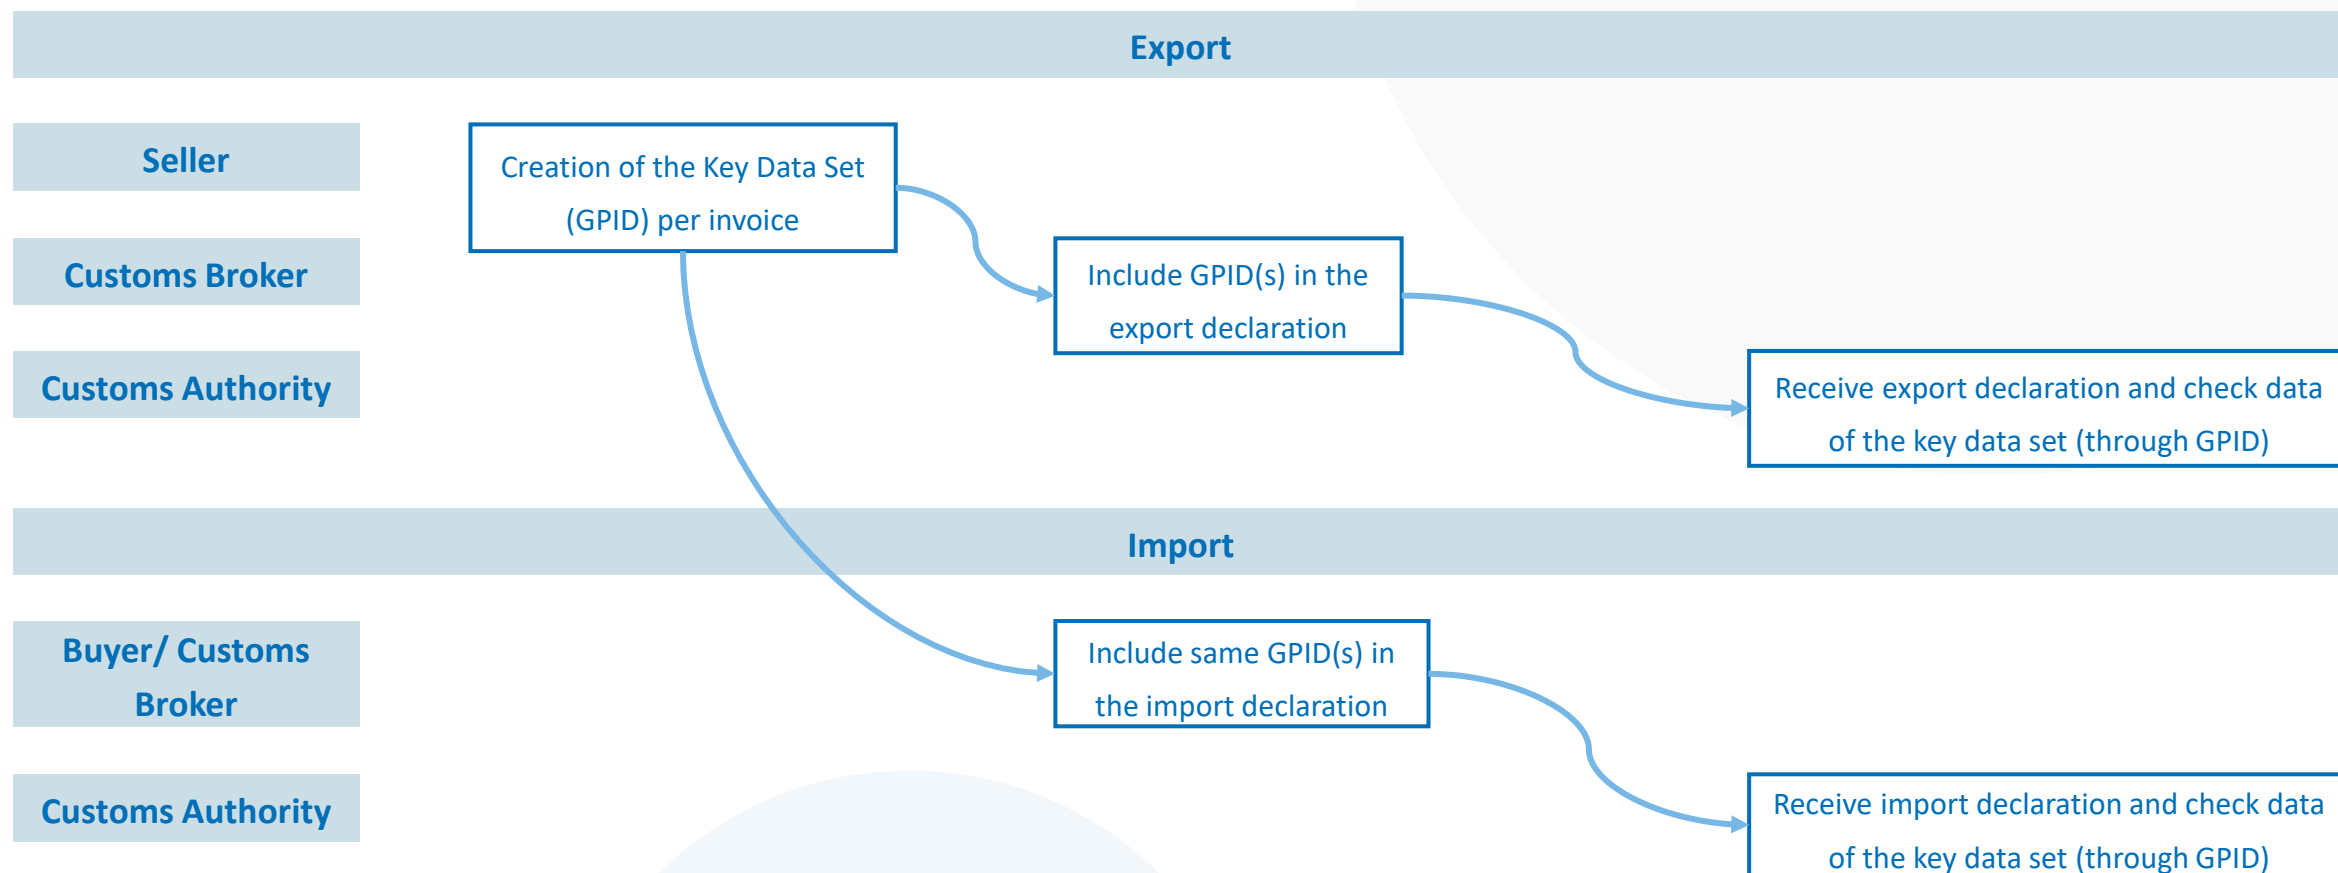 Export
Seller
Creation of the Key Data Set
(GPID) per invoice
Customs Broker
Include GPID(s) in the
export declaration
Customs Authority
Receive export declaration and check data
of the key data set (through GPID)
Import
Buyer/ Customs
Broker
Include same GPID(s) in
the import declaration
Customs Authority
Receive import declaration and check data
of the key data set (through GPID)